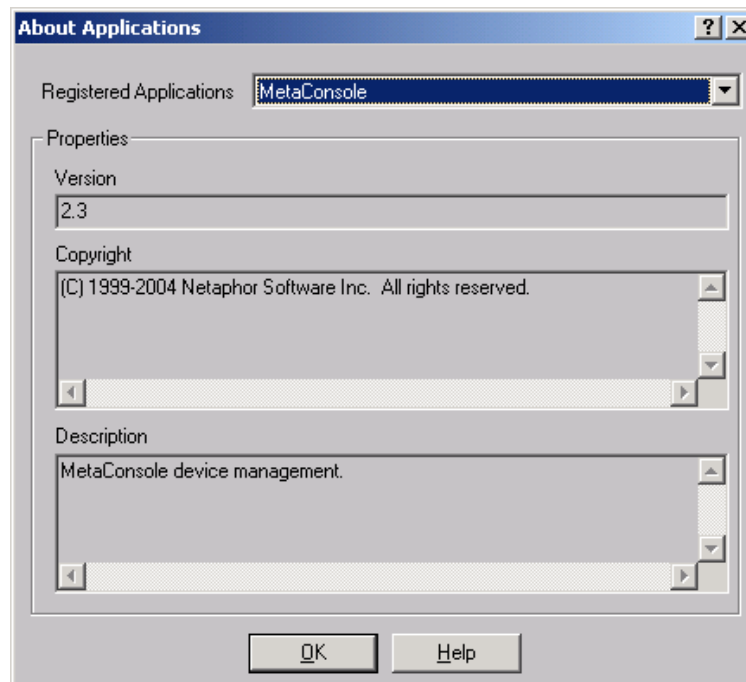 About Applications
Registered Applications MetaConsole
Properties
Version
2.3
Copyright
(C) 1999-2004 Netaphor Software Inc.  All rights reserved.
Description
MetaConsole device management.
OK Help